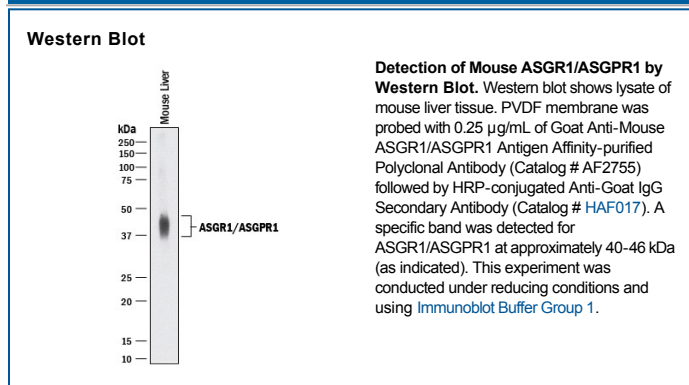 Western Blot
Mouse Liver
kDa
250
150
100
75
50
37
25
20
15
10
ASGR1/ASGPR1
Detection of Mouse ASGR1/ASGPR1 by
Western Blot. Western blot shows lysate of
mouse liver tissue. PVDF membrane was
probed with 0.25 µg/mL of Goat Anti-Mouse
ASGR1/ASGPR1 Antigen Affinity-purified
Polyclonal Antibody (Catalog # AF2755)
followed by HRP-conjugated Anti-Goat IgG
Secondary Antibody (Catalog # HAF017). A
specific band was detected for
ASGR1/ASGPR1 at approximately 40-46 kDa
(as indicated). This experiment was
conducted under reducing conditions and
using Immunoblot Buffer Group 1.